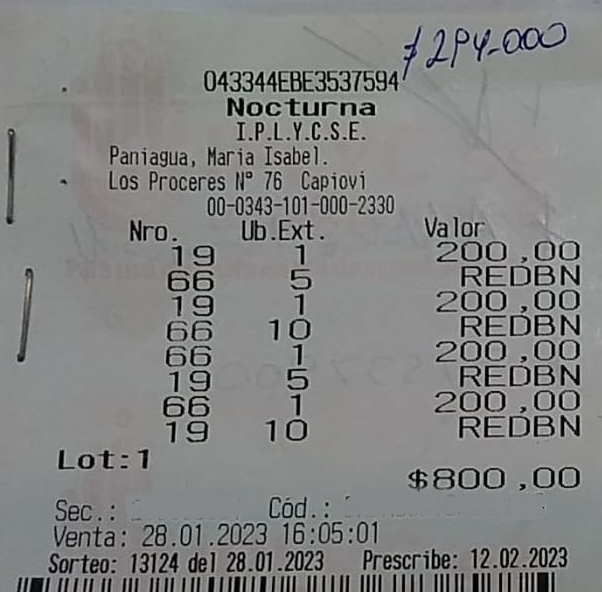 $294.000
043344EBE3537594
Nocturna
I.P.L.Y.C.S.E.
Paniagua, Maria Isabel.
Los Proceres N° 76 Capiovi
00-0343-101-000-2330
Nro. Ub.Ext. Valor
19 1 200,00
66 5 REDBN
19 1 200,00
66 10 REDBN
66 1 200,00
19 5 REDBN
66 1 200,00
19 10 REDBN
Lot:1
$800,00
Sec.: Cód.:
Venta: 28.01.2023 16:05:01
Sorteo: 13124 del 28.01.2023 Prescribe: 12.02.2023